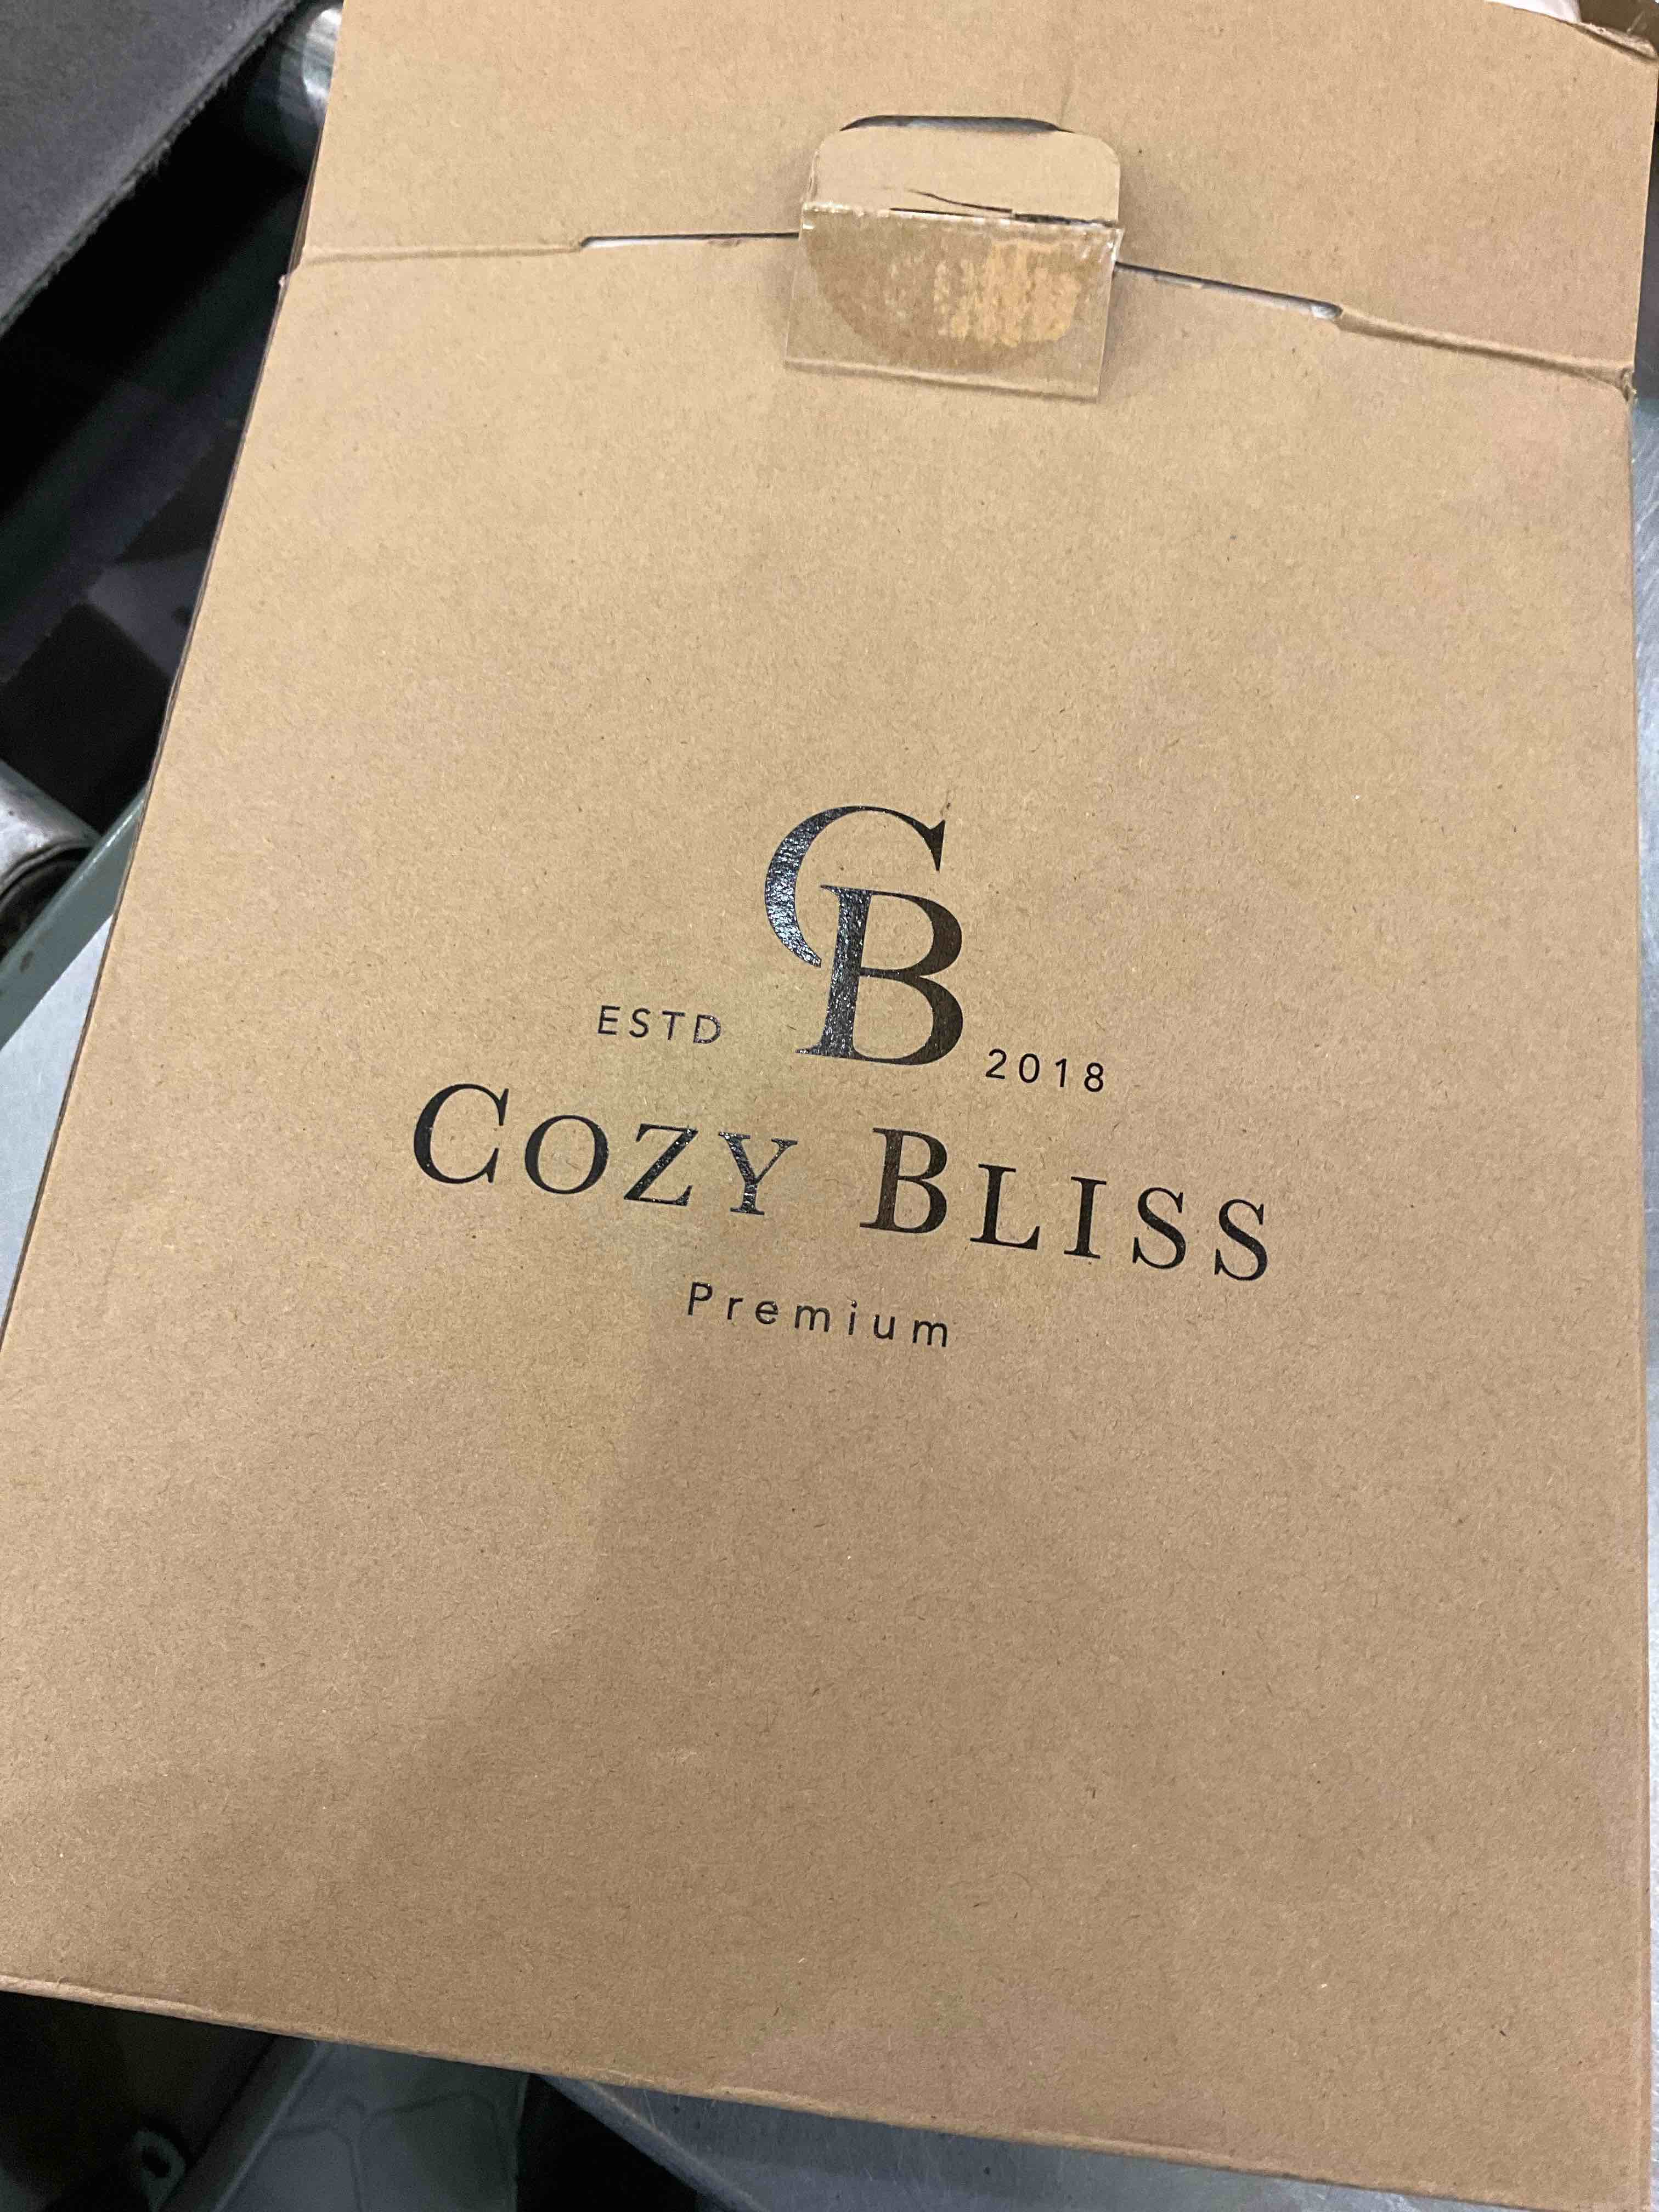 CB
ESTD 2018
COZY BLISS
Premium